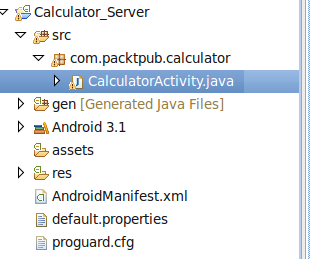 Calculator_Server
src
com.packtpub.calculator
CalculatorActivity.java
gen [Generated Java Files]
Android 3.1
assets
res
AndroidManifest.xml
default.properties
proguard.cfg